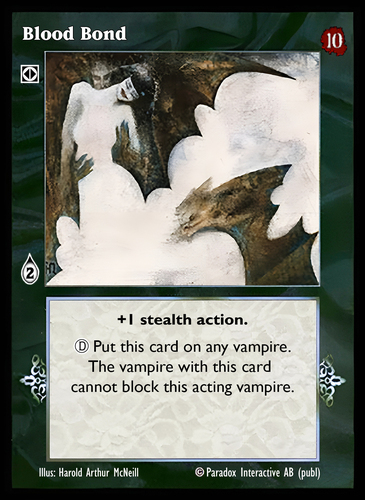 Blood Bond
10
2
+1 stealth action.
Ⓓ Put this card on any vampire.
The vampire with this card
cannot block this acting vampire.
Illus: Harold Arthur McNeill
© Paradox Interactive AB (publ)